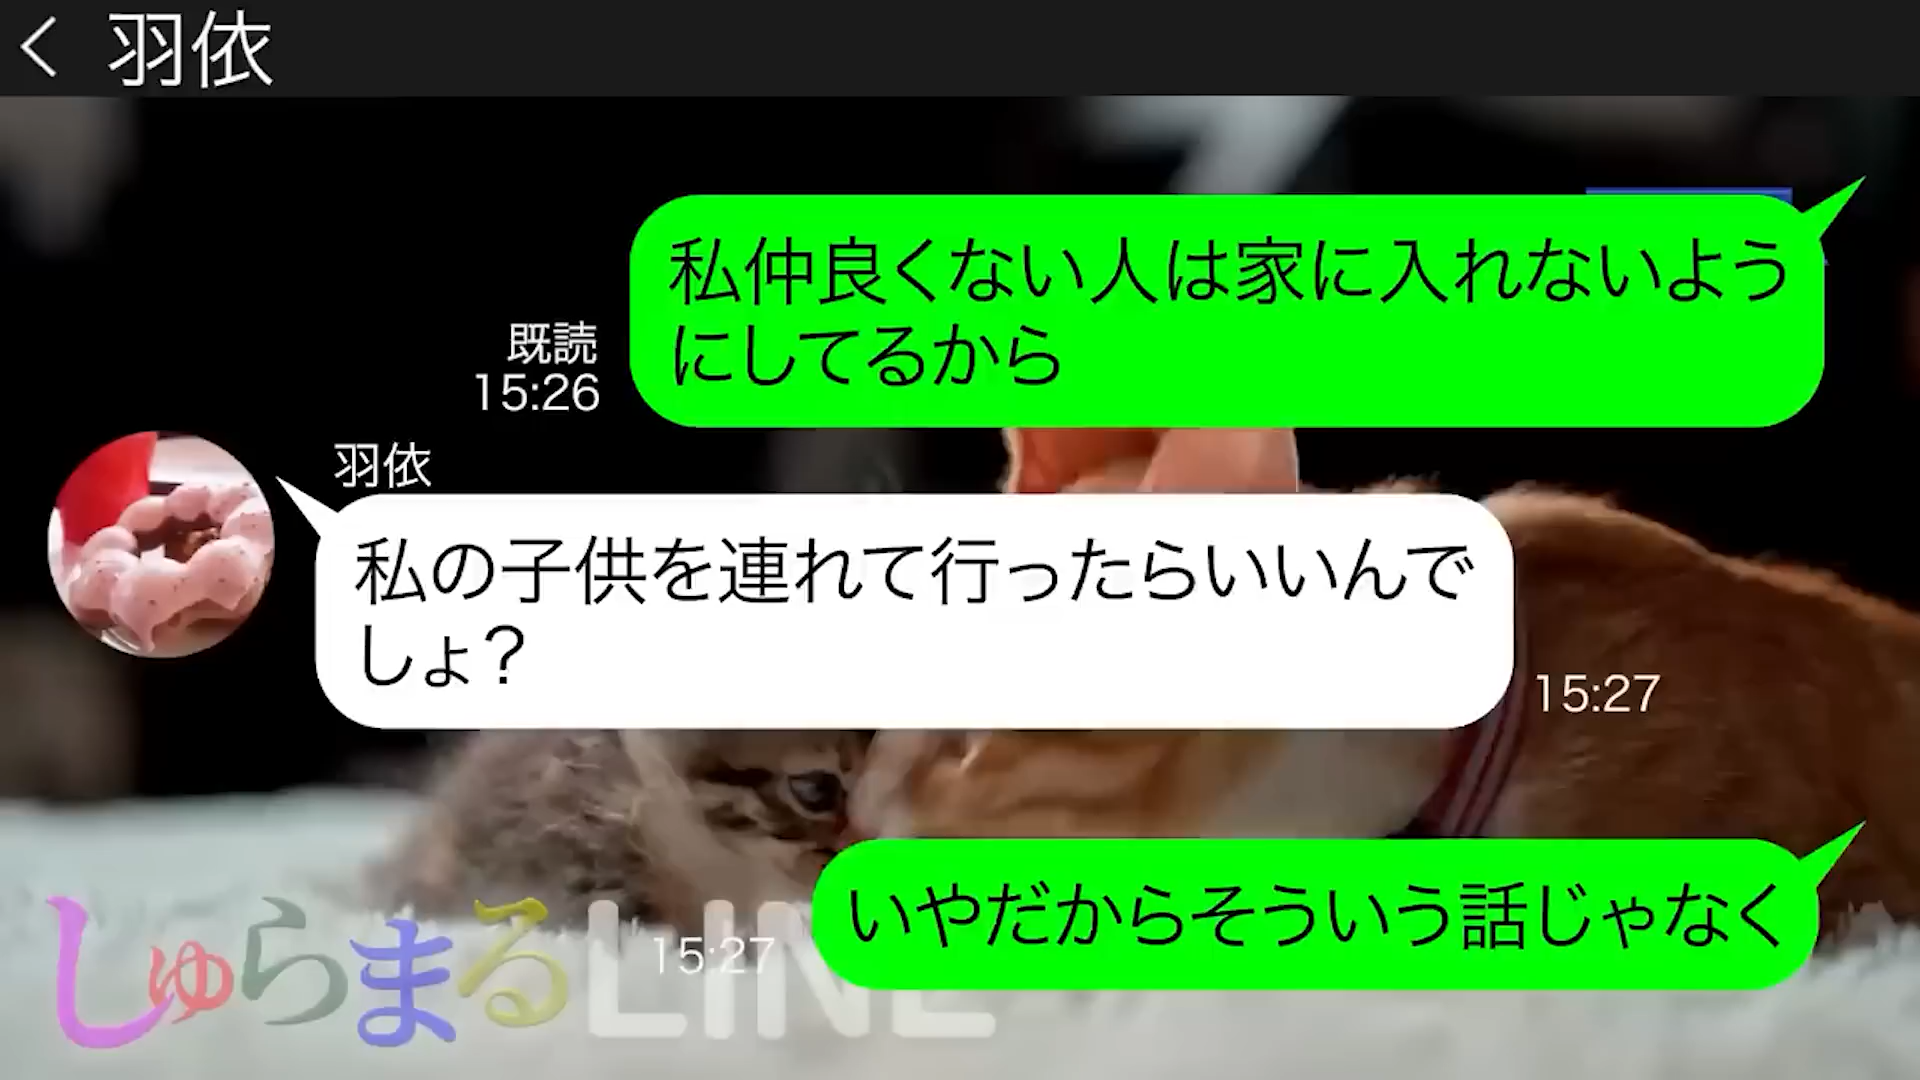 羽依
私仲良くない人は家に入れないよう
にしてるから
既読
15:26
羽依
私の子供を連れて行ったらいいんで
しょ?
15:27
いやだからそういう話じゃなく
15:27
しゅらまるLINE